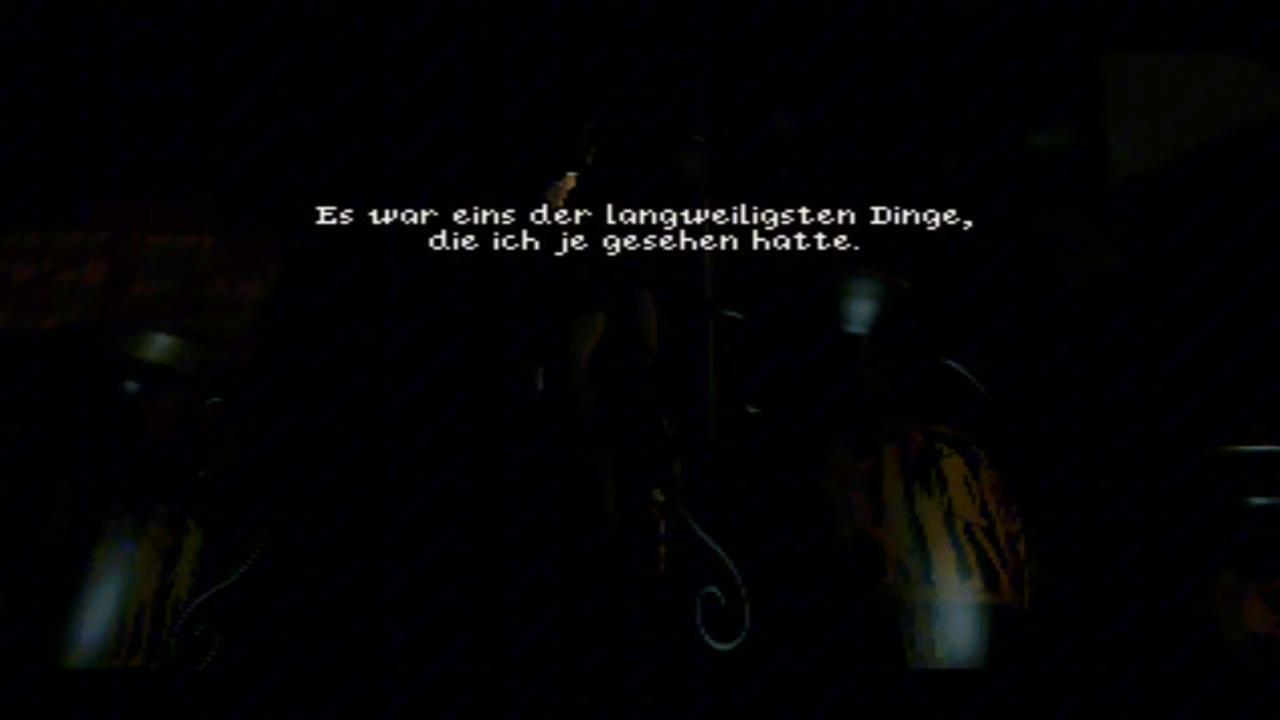 Es war eins der langweiligsten Dinge,
die ich je gesehen hatte.